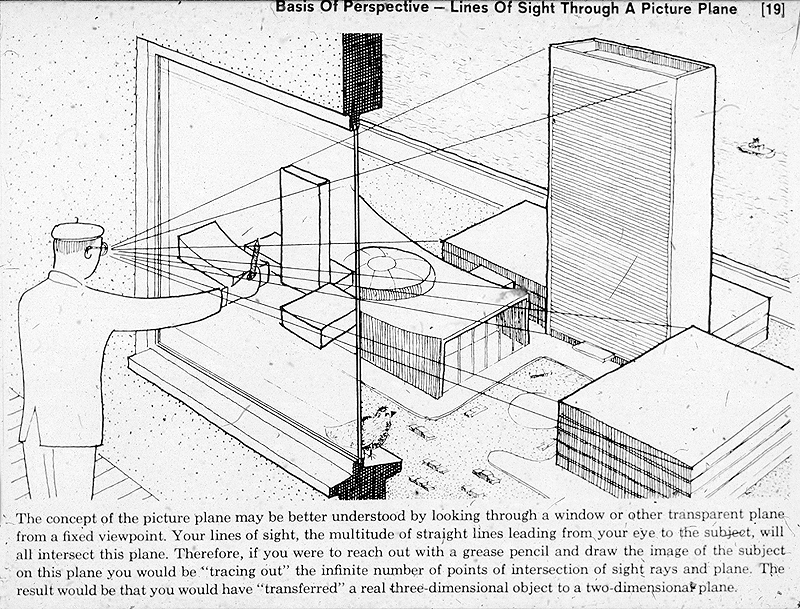 Basis Of Perspective – Lines Of Sight Through A Picture Plane [19]
The concept of the picture plane may be better understood by looking through a window or other transparent plane
from a fixed viewpoint. Your lines of sight, the multitude of straight lines leading from your eye to the subject, will
all intersect this plane. Therefore, if you were to reach out with a grease pencil and draw the image of the subject
on this plane you would be “tracing out” the infinite number of points of intersection of sight rays and plane. The
result would be that you would have “transferred” a real three-dimensional object to a two-dimensional plane.